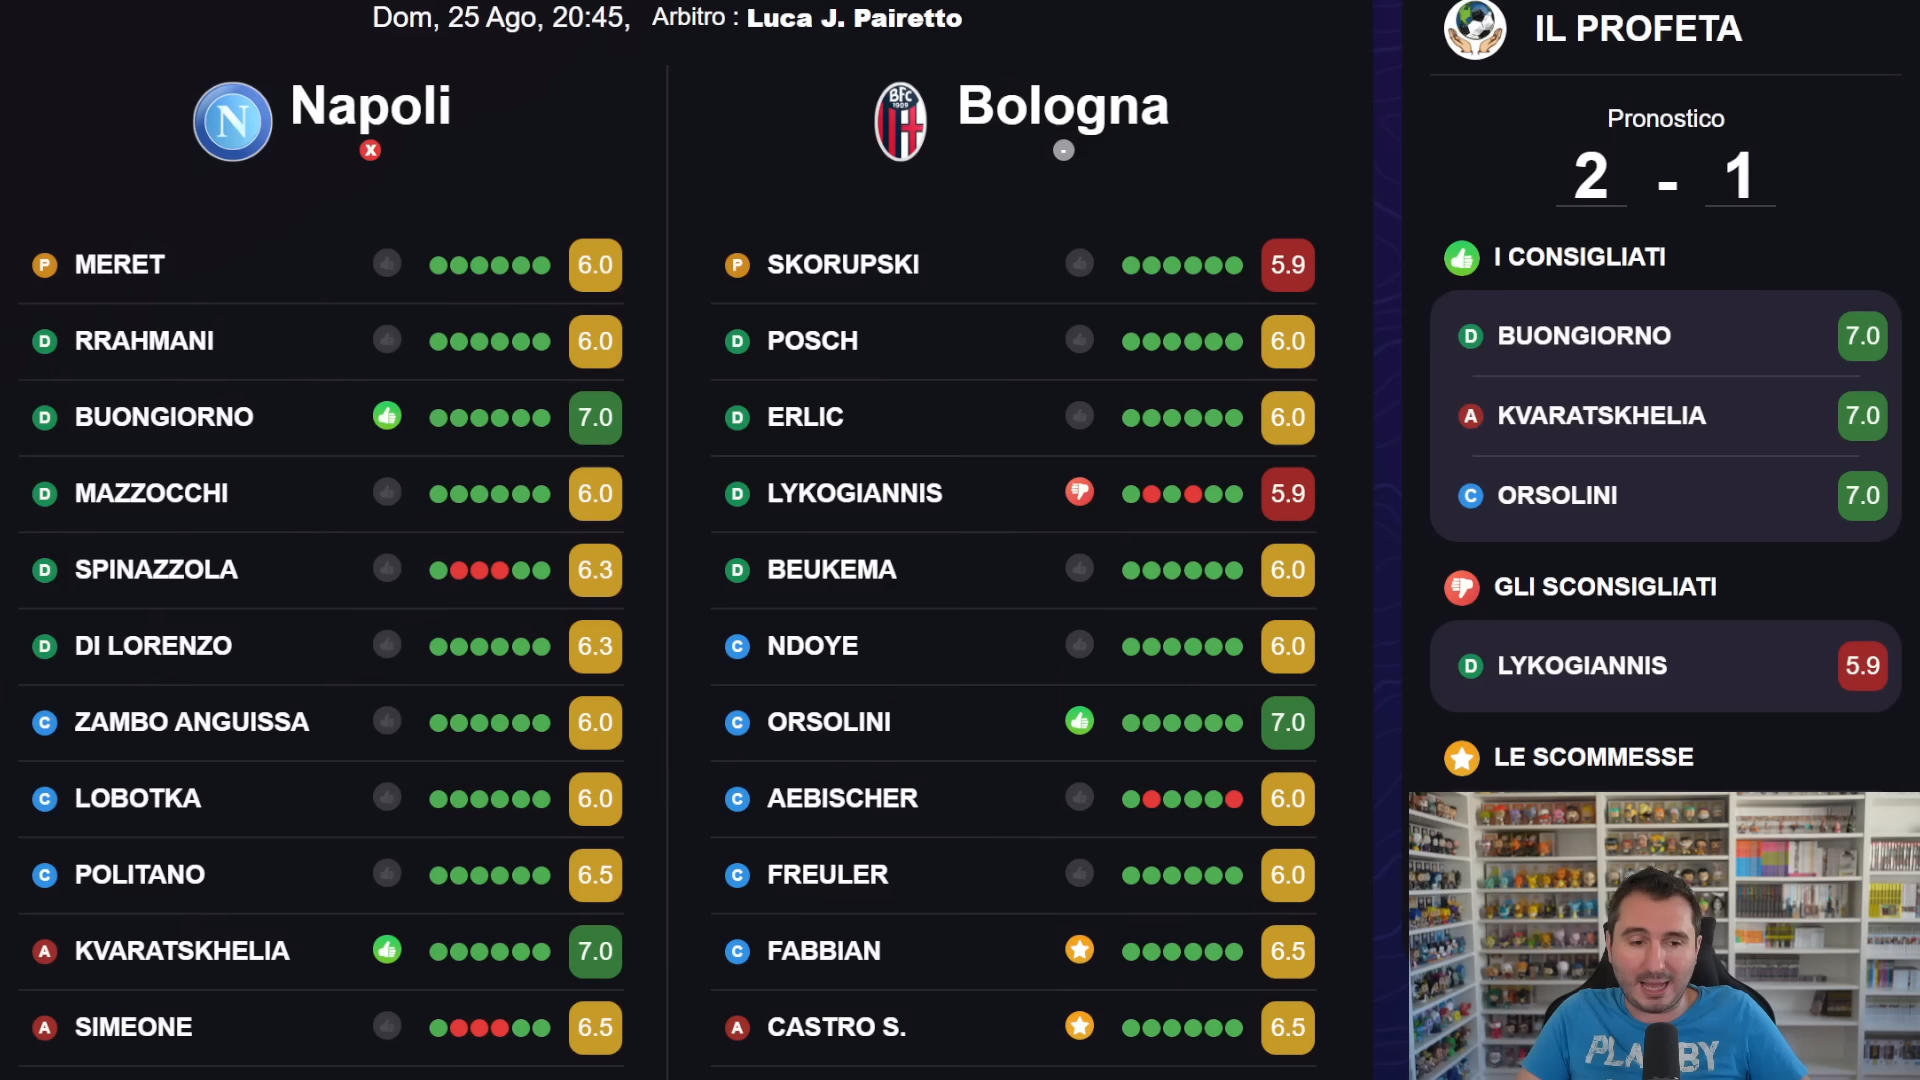 Dom, 25 Ago, 20:45, Arbitro : Luca J. Pairetto
N
Napoli
X
P MERET 6.0
D RRAHMANI 6.0
D BUONGIORNO 7.0
D MAZZOCCHI 6.0
D SPINAZZOLA 6.3
D DI LORENZO 6.3
C ZAMBO ANGUISSA 6.0
C LOBOTKA 6.0
C POLITANO 6.5
A KVARATSKHELIA 7.0
A SIMEONE 6.5
BFC
1909
Bologna
-
P SKORUPSKI 5.9
D POSCH 6.0
D ERLIC 6.0
D LYKOGIANNIS 5.9
D BEUKEMA 6.0
C NDOYE 6.0
C ORSOLINI 7.0
C AEBISCHER 6.0
C FREULER 6.0
C FABBIAN 6.5
A CASTRO S. 6.5
IL PROFETA
Pronostico
2 - 1
I CONSIGLIATI
D BUONGIORNO 7.0
A KVARATSKHELIA 7.0
C ORSOLINI 7.0
GLI SCONSIGLIATI
D LYKOGIANNIS 5.9
LE SCOMMESSE